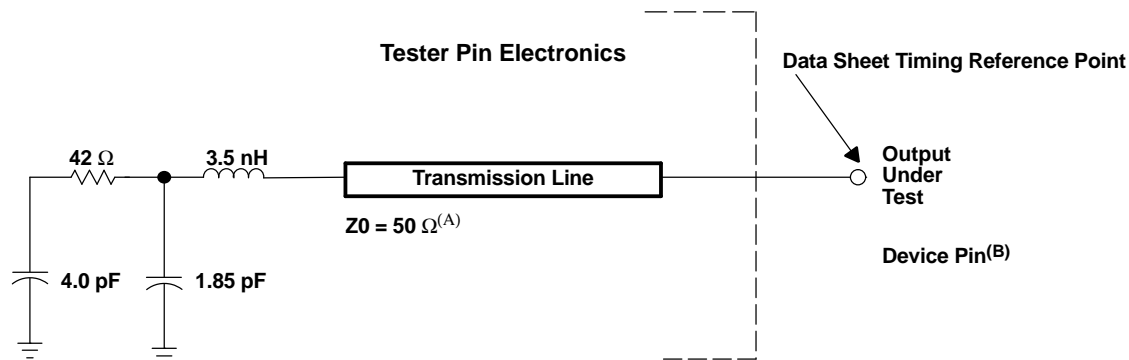 Tester Pin Electronics
Data Sheet Timing Reference Point
42 Ω
3.5 nH
Transmission Line
Output
Under
Test
Z0 = 50 Ω(A)
Device Pin(B)
4.0 pF
1.85 pF